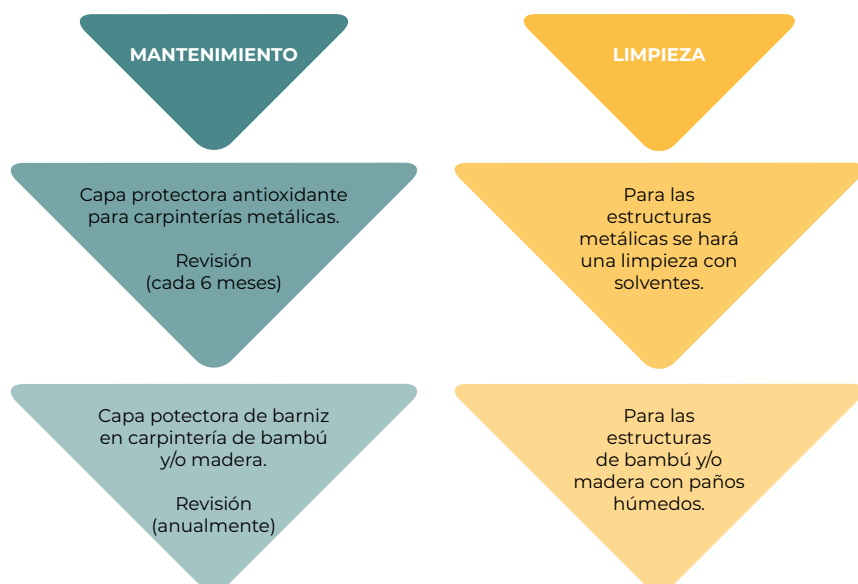 MANTENIMIENTO
Capa protectora antioxidante
para carpinterías metálicas.
Revisión
(cada 6 meses)
Capa potectora de barniz
en carpintería de bambú
y/o madera.
Revisión
(anualmente)
LIMPIEZA
Para las
estructuras
metálicas se hará
una limpieza con
solventes.
Para las
estructuras
de bambú y/o
madera con paños
húmedos.